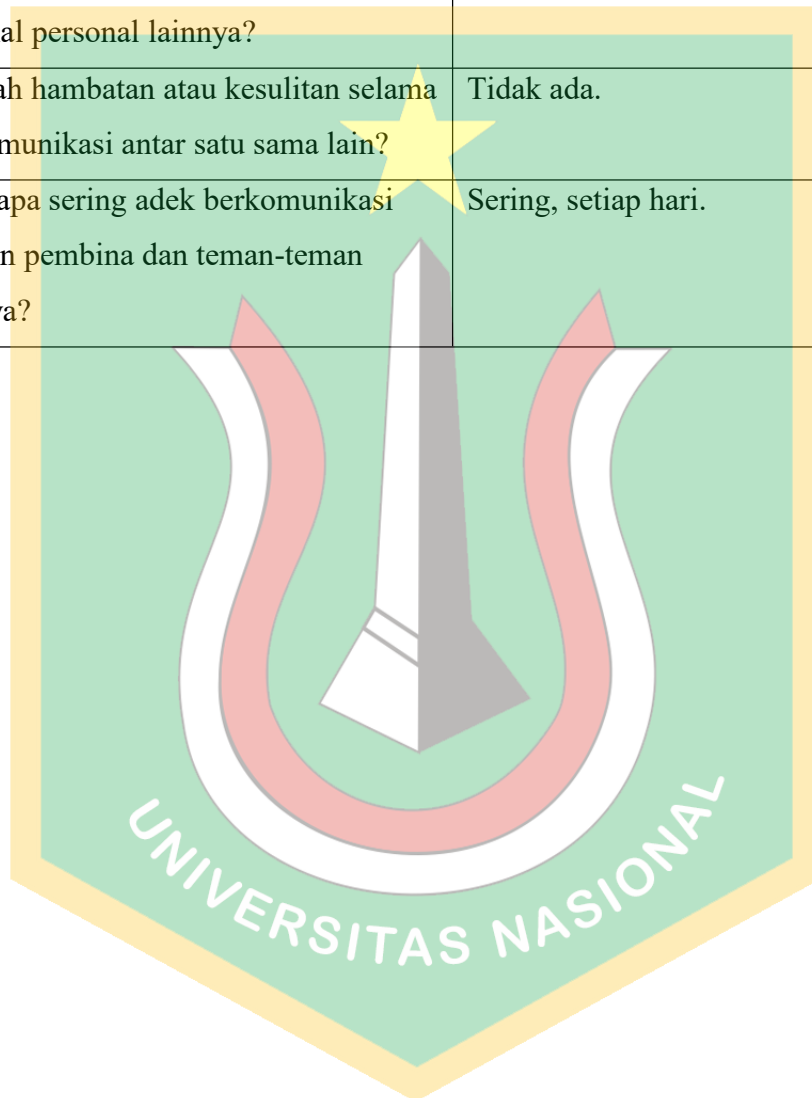 al personal lainnya?
ah hambatan atau kesulitan selama
Tidak ada.
munikasi antar satu sama lain?
apa sering adek berkomunikasi
Sering, setiap hari.
n pembina dan teman-teman
ya?
UNIVERSITAS NASIONAL